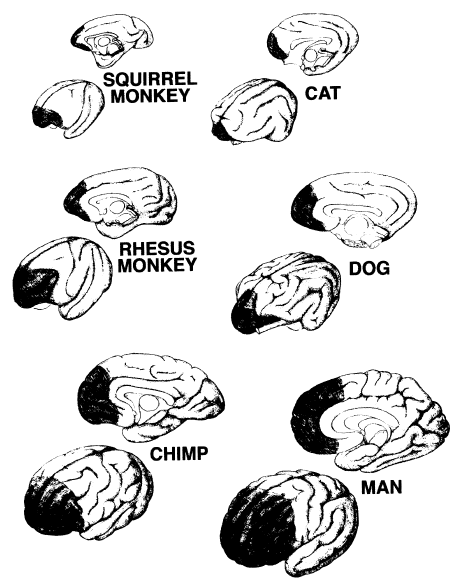 SQUIRREL
MONKEY
CAT
RHESUS
MONKEY
DOG
CHIMP
MAN